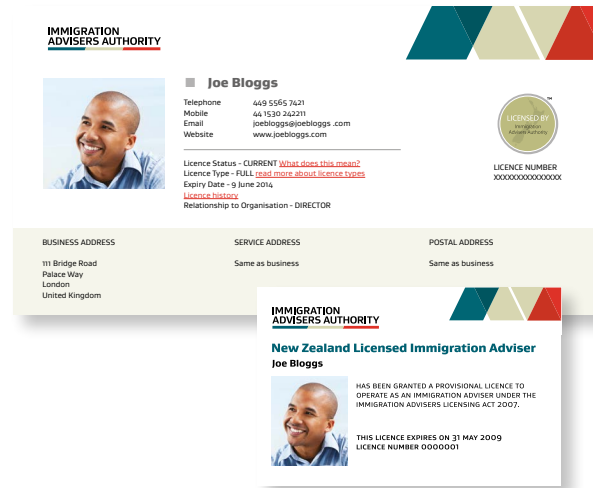 IMMIGRATION
ADVISERS AUTHORITY
Joe Bloggs
Telephone 449 5565 7421
Mobile 44 1530 242211
Email joebloggs@joebloggs .com
Website www.joebloggs.com
Licence Status - CURRENT What does this mean?
Licence Type - FULL read more about licence types
Expiry Date - 9 June 2014
Licence history
Relationship to Organisation - DIRECTOR
LICENSED BY
Immigration
Advisers Authority
TM
LICENCE NUMBER
XXXXXXXXXXXXXXX
BUSINESS ADDRESS
111 Bridge Road
Palace Way
London
United Kingdom
SERVICE ADDRESS
Same as business
POSTAL ADDRESS
Same as business
IMMIGRATION
ADVISERS AUTHORITY
New Zealand Licensed Immigration Adviser
Joe Bloggs
HAS BEEN GRANTED A PROVISIONAL LICENCE TO
OPERATE AS AN IMMIGRATION ADVISER UNDER THE
IMMIGRATION ADVISERS LICENSING ACT 2007.
THIS LICENCE EXPIRES ON 31 MAY 2009
LICENCE NUMBER 0000001